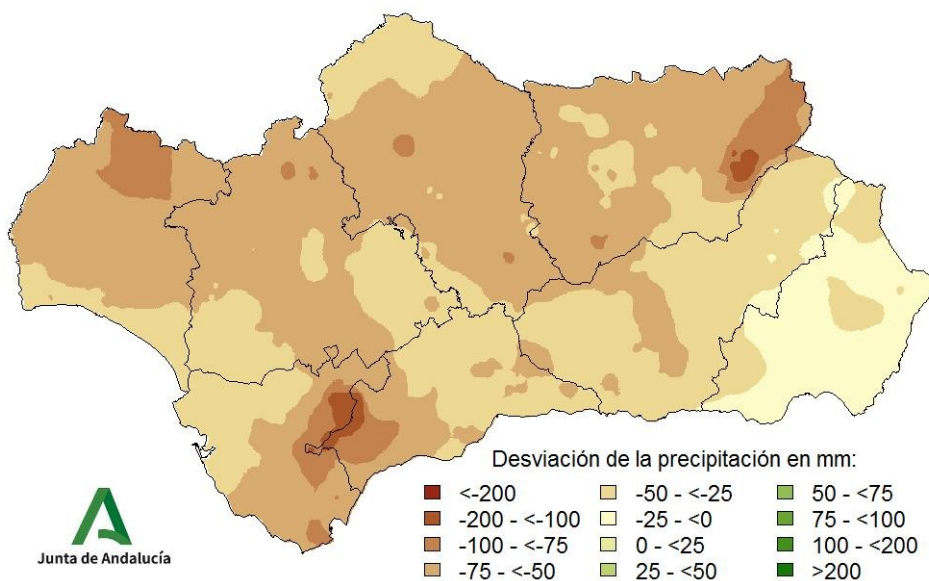 Desviación de la precipitación en mm:
<-200
-200 - <-100
-100 - <-75
-75 - <-50
-50 - <-25
-25 - <0
0 - <25
25 - <50
50 - <75
75 - <100
100 - <200
>200
Junta de Andalucía